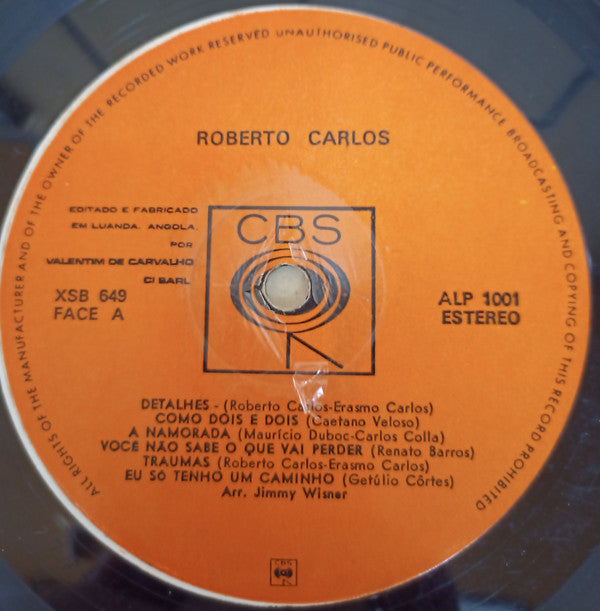 ALL RIGHTS OF THE MANUFACTURER AND OF THE OWNER OF THE RECORDED WORK RESERVED UNAUTHORISED PUBLIC PERFORMANCE BROADCASTING AND COPYING OF THIS RECORD PROHIBITED
ROBERTO CARLOS
EDITADO E FABRICADO
EM LUANDA. ANGOLA.
POR
VALENTIM DE CARVALHO
CI SARL
CBS
XSB 649
FACE A
ALP 1001
ESTEREO
DETALHES - (Roberto Carlos-Erasmo Carlos)
COMO DOIS E DOIS (Caetano Veloso)
A NAMORADA (Maurício Duboc-Carlos Colla)
VOCÊ NÃO SABE O QUE VAI PERDER (Renato Barros)
TRAUMAS (Roberto Carlos-Erasmo Carlos)
EU SÓ TENHO UM CAMINHO (Getúlio Côrtes)
Arr. Jimmy Wisner
CBS